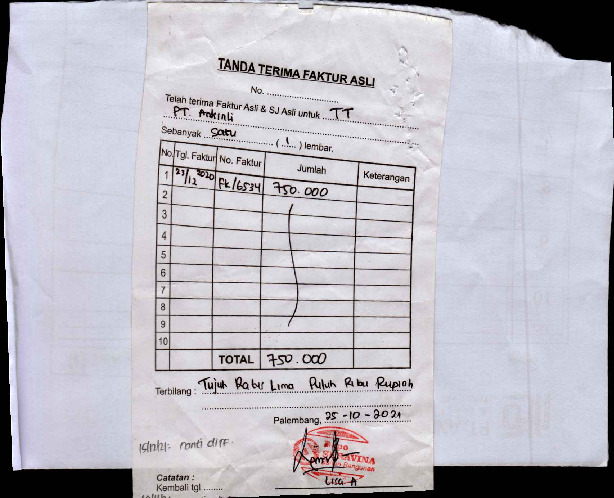 TANDA TERIMA FAKTUR ASLI
No. ..........................
Telah terima Faktur Asli & SJ Asli untuk : TT
PT. Arkinli
Sebanyak : Satu ( 1 ) lembar.
No. Tgl. Faktur No. Faktur Jumlah Keterangan
1 23/12 2020 FK/6534 750.000
2
3
4
5
6
7
8
9
10
TOTAL 750.000
Terbilang : Tujuh Ratus Lima Puluh Ribu Rupiah
Palembang, 25-10-2021
nanti diff.
Lisa A
Catatan :
Kembali tgl ........